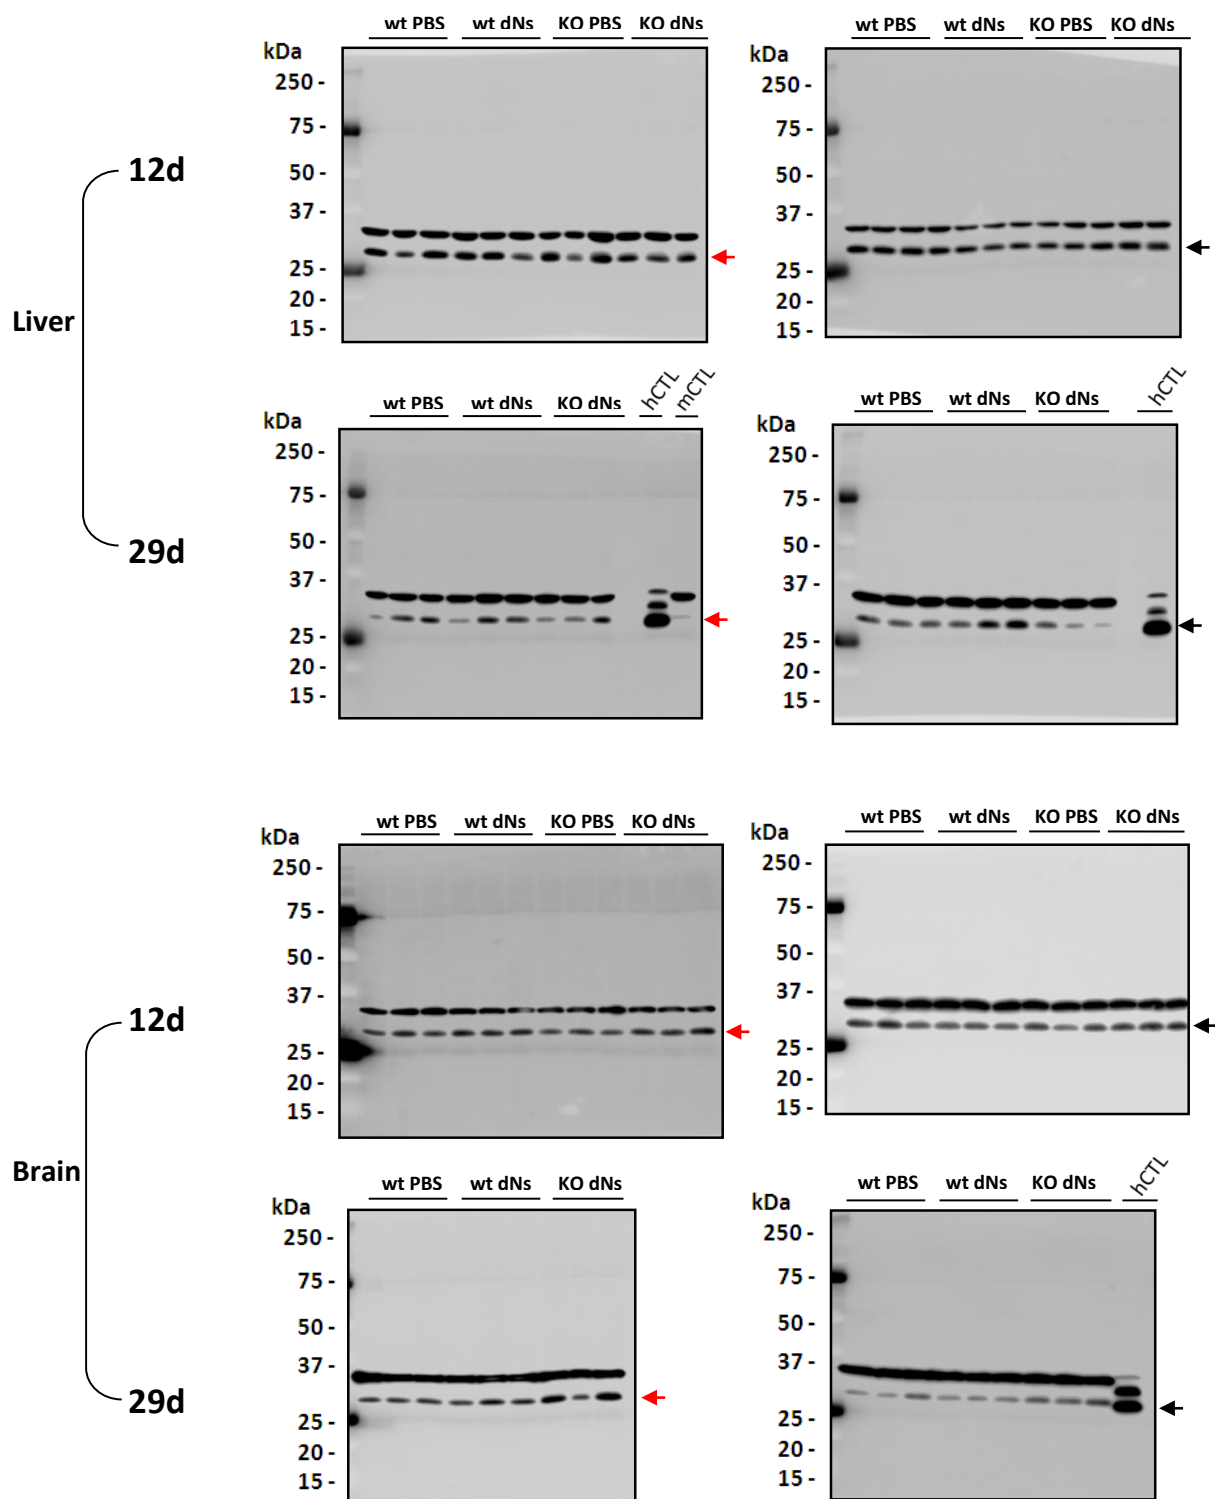 wt PBS wt dNs KO PBS KO dNs
kDa
250 -
75 -
50 -
37 -
25 -
20 -
15 -
wt PBS wt dNs KO PBS KO dNs
kDa
250 -
75 -
50 -
37 -
25 -
20 -
15 -
12d
Liver
29d
wt PBS wt dNs KO dNs hCTL mCTL
kDa
250 -
75 -
50 -
37 -
25 -
20 -
15 -
wt PBS wt dNs KO dNs hCTL
kDa
250 -
75 -
50 -
37 -
25 -
20 -
15 -
wt PBS wt dNs KO PBS KO dNs
kDa
250 -
75 -
50 -
37 -
25 -
20 -
15 -
wt PBS wt dNs KO PBS KO dNs
kDa
250 -
75 -
50 -
37 -
25 -
20 -
15 -
12d
Brain
29d
wt PBS wt dNs KO dNs
kDa
250 -
75 -
50 -
37 -
25 -
20 -
15 -
wt PBS wt dNs KO dNs hCTL
kDa
250 -
75 -
50 -
37 -
25 -
20 -
15 -